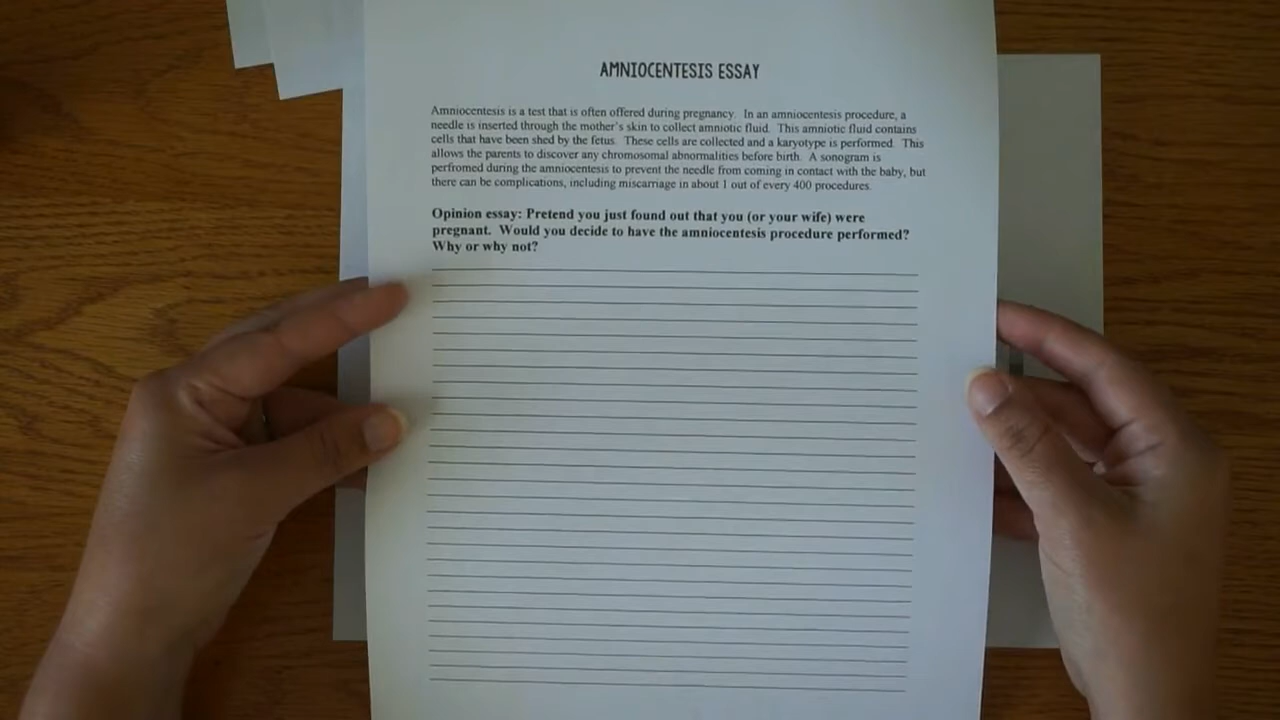 AMNIOCENTESIS ESSAY
Amniocentesis is a test that is often offered during pregnancy. In an amniocentesis procedure, a
needle is inserted through the mother's skin to collect amniotic fluid. This amniotic fluid contains
cells that have been shed by the fetus. These cells are collected and a karyotype is performed. This
allows the parents to discover any chromosomal abnormalities before birth. A sonogram is
perfromed during the amniocentesis to prevent the needle from coming in contact with the baby, but
there can be complications, including miscarriage in about 1 out of every 400 procedures.
Opinion essay: Pretend you just found out that you (or your wife) were
pregnant. Would you decide to have the amniocentesis procedure performed?
Why or why not?